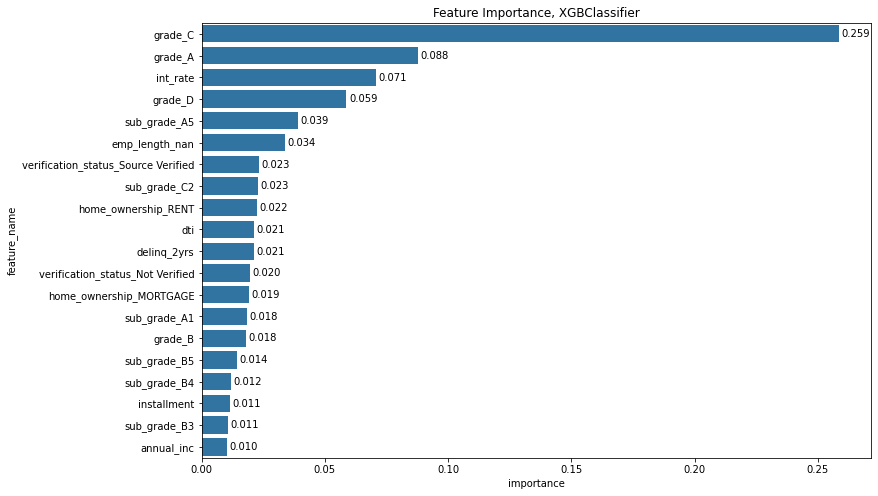 Feature Importance, XGBClassifier
grade_C 0.259
grade_A 0.088
int_rate 0.071
grade_D 0.059
sub_grade_A5 0.039
emp_length_nan 0.034
verification_status_Source Verified 0.023
sub_grade_C2 0.023
home_ownership_RENT 0.022
dti 0.021
delinq_2yrs 0.021
verification_status_Not Verified 0.020
home_ownership_MORTGAGE 0.019
sub_grade_A1 0.018
grade_B 0.018
sub_grade_B5 0.014
sub_grade_B4 0.012
installment 0.011
sub_grade_B3 0.011
annual_inc 0.010
feature_name
0.00 0.05 0.10 0.15 0.20 0.25
importance